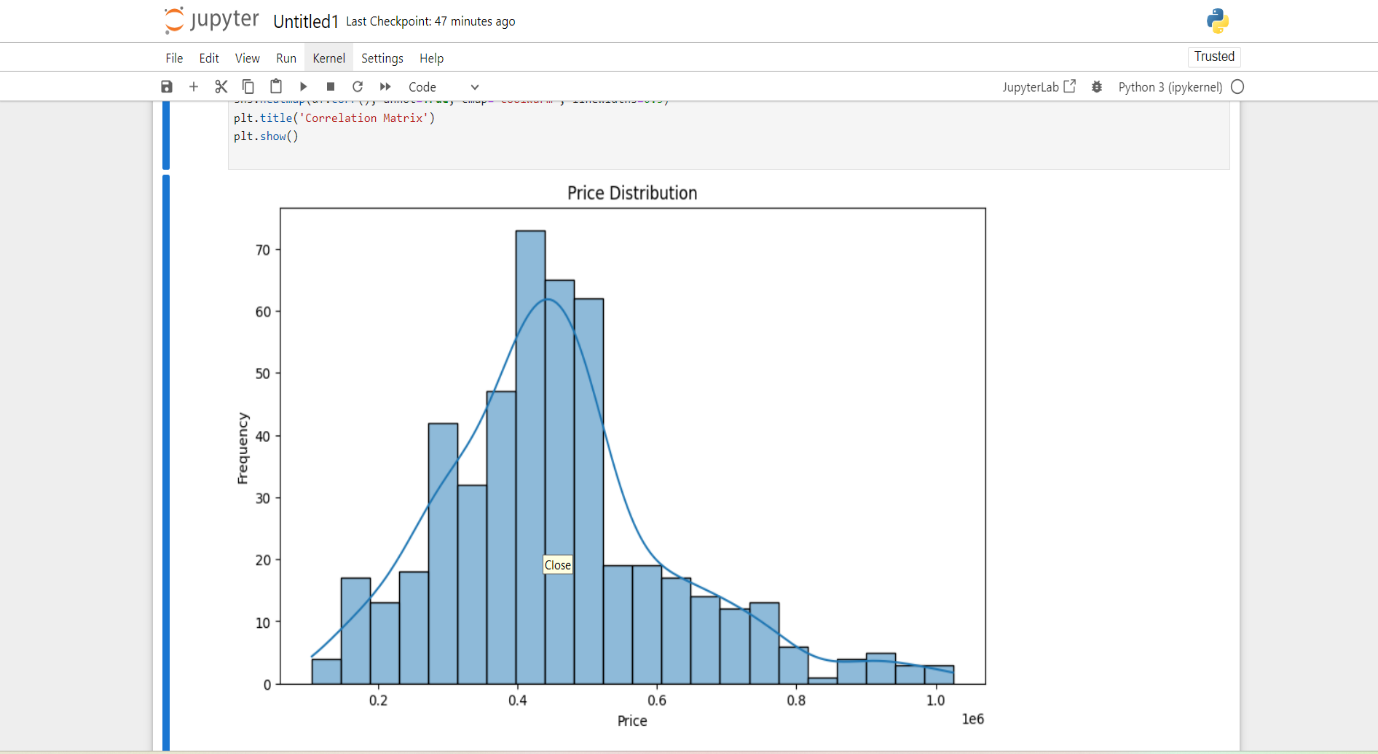 jupyter Untitled1 Last Checkpoint: 47 minutes ago
File Edit View Run Kernel Settings Help
Trusted
Code
JupyterLab
Python 3 (ipykernel)
plt.title('Correlation Matrix')
plt.show()
Price Distribution
Frequency
70
60
50
40
30
20
10
0
Close
0.2 0.4 0.6 0.8 1.0
1e6
Price